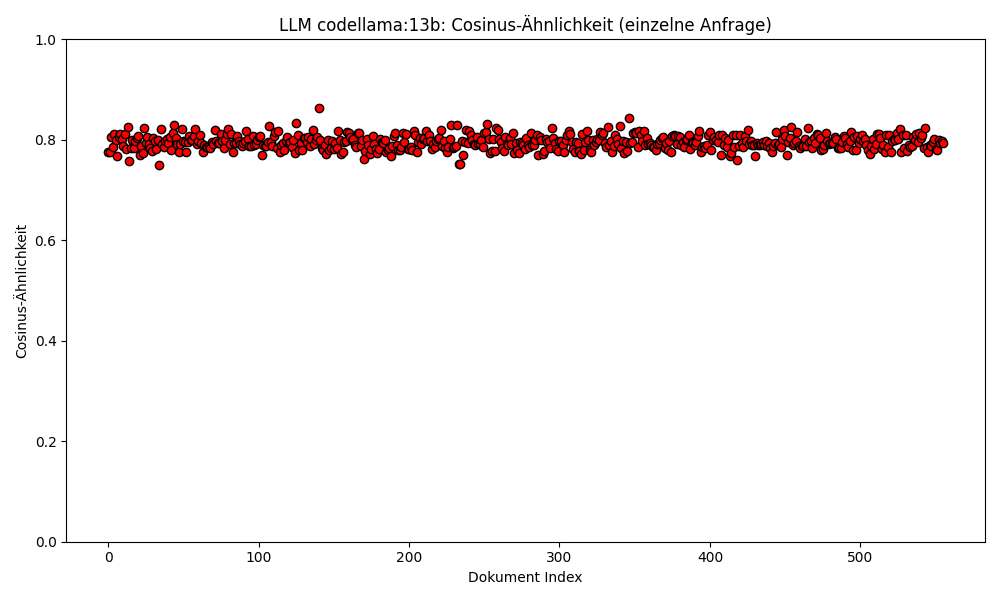 LLM codellama:13b: Cosinus-Ähnlichkeit (einzelne Anfrage)
1.0
0.8
0.6
0.4
0.2
0.0
Cosinus-Ähnlichkeit
0 100 200 300 400 500
Dokument Index